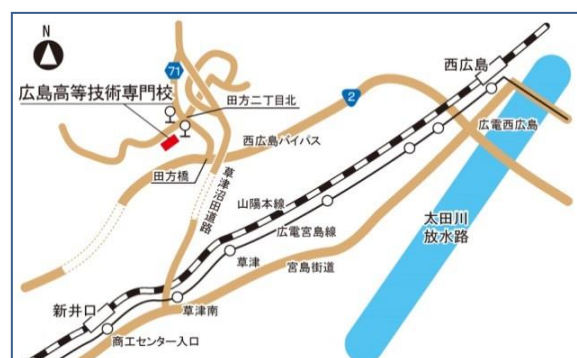 N
西広島
71
広島高等技術専門校
田方二丁目北
2
広電西広島
西広島バイパス
田方橋
草津沼田道路
山陽本線
太田川
放水路
広電宮島線
草津
宮島街道
新井口
草津南
商工センター入口